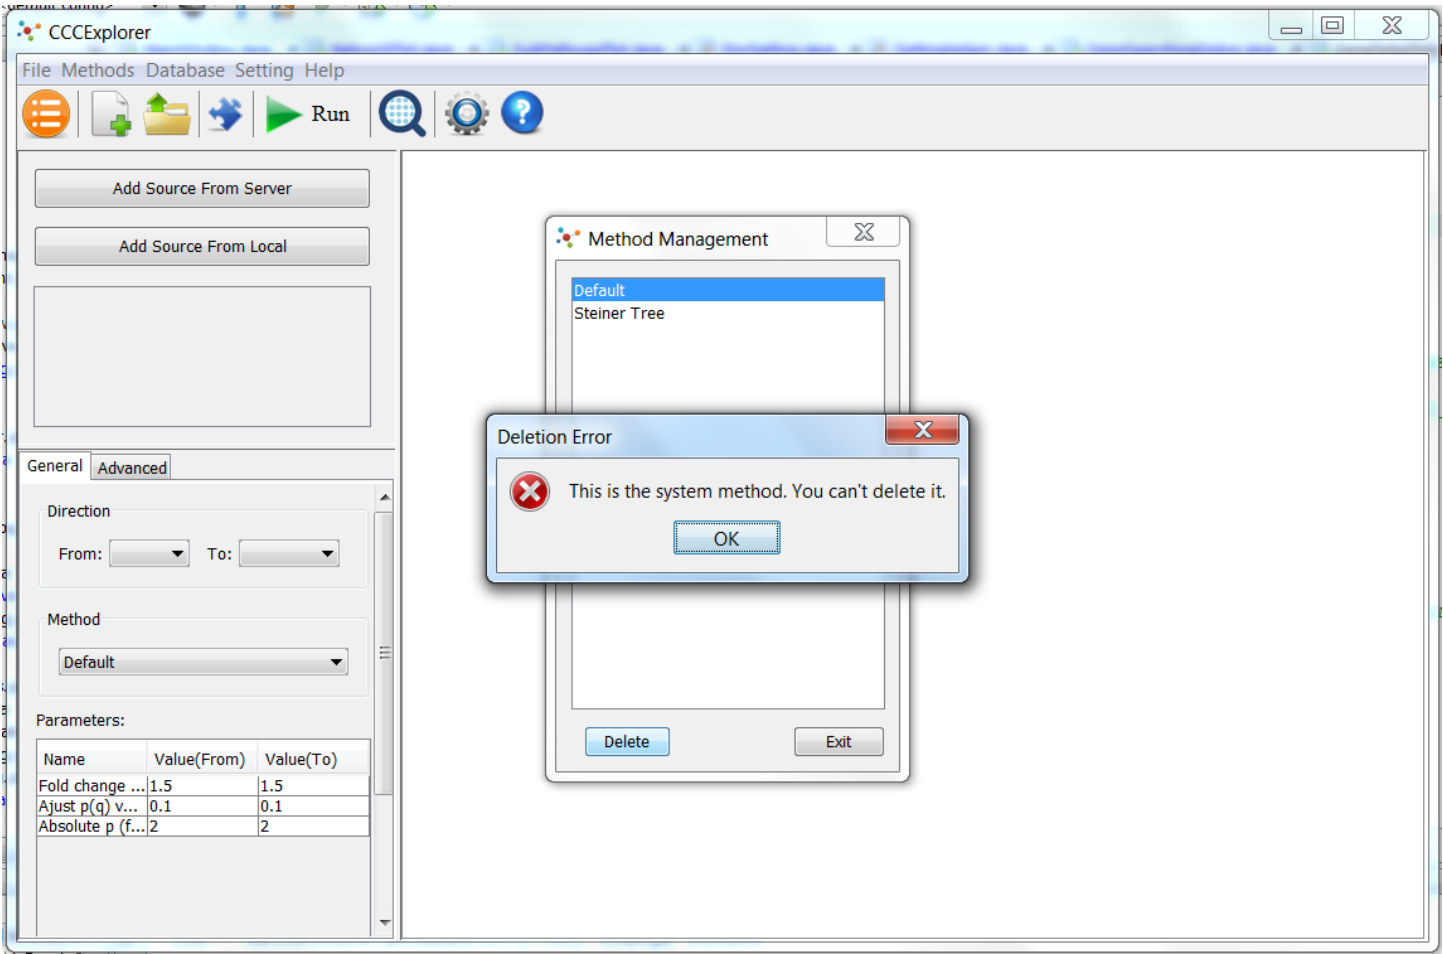 CCCExplorer
File Methods Database Setting Help
Run
Add Source From Server
Add Source From Local
General Advanced
Direction
From: To:
Method
Default
Parameters:
Name Value(From) Value(To)
Fold change ... 1.5 1.5
Ajust p(q) v... 0.1 0.1
Absolute p (f... 2 2
Method Management
Default
Steiner Tree
Deletion Error
This is the system method. You can't delete it.
OK
Delete Exit